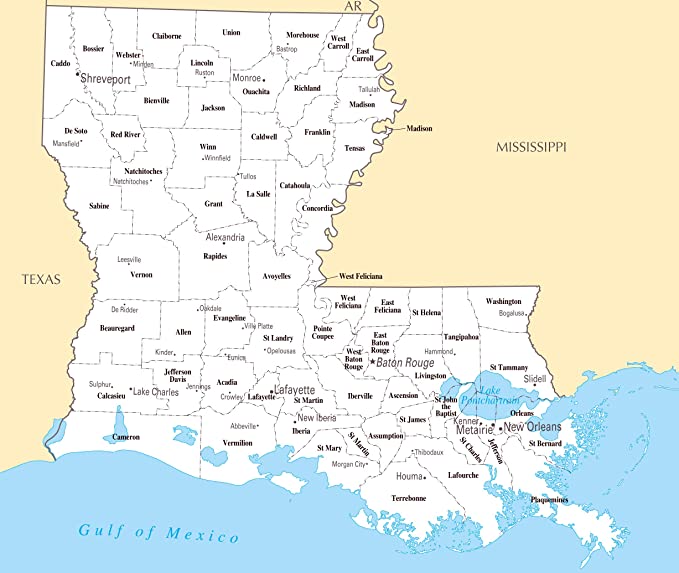 AR
Claiborne
Union
Morehouse
West
Carroll
East
Carroll
Bossier
Webster
Minden
Lincoln
Ruston
Bastrop
Caddo
Shreveport
Monroe
Ouachita
Richland
Tallulah
Madison
Bienville
Jackson
De Soto
Mansfield
Red River
Caldwell
Franklin
Madison
Tensas
Winn
Winnfield
MISSISSIPPI
Natchitoches
Natchitoches
Tullos
La Salle
Catahoula
Concordia
Sabine
Grant
Alexandria
Rapides
Leesville
Vernon
Avoyelles
West Feliciana
TEXAS
West
Feliciana
East
Feliciana
St Helena
Washington
Bogalusa
De Ridder
Oakdale
Beauregard
Allen
Evangeline
Ville Platte
Pointe
Coupee
St Landry
Opelousas
East
Baton
Rouge
West
Baton
Rouge
Baton Rouge
Tangipahoa
Hammond
Kinder
Eunice
St Tammany
Slidell
Livingston
Jefferson
Davis
Jennings
Acadia
Crowley
Sulphur
Calcasieu
Lake Charles
Lafayette
Lafayette
St Martin
Iberville
Ascension
St John
the
Baptist
Lake
Pontchartrain
Orleans
New Iberia
Iberia
Abbeville
St James
Kenner
Metairie
New Orleans
Cameron
Vermilion
St Mary
St Martin
Assumption
Thibodaux
St Charles
Jefferson
St Bernard
Morgan City
Houma
Lafourche
Terrebonne
Plaquemines
Gulf of Mexico